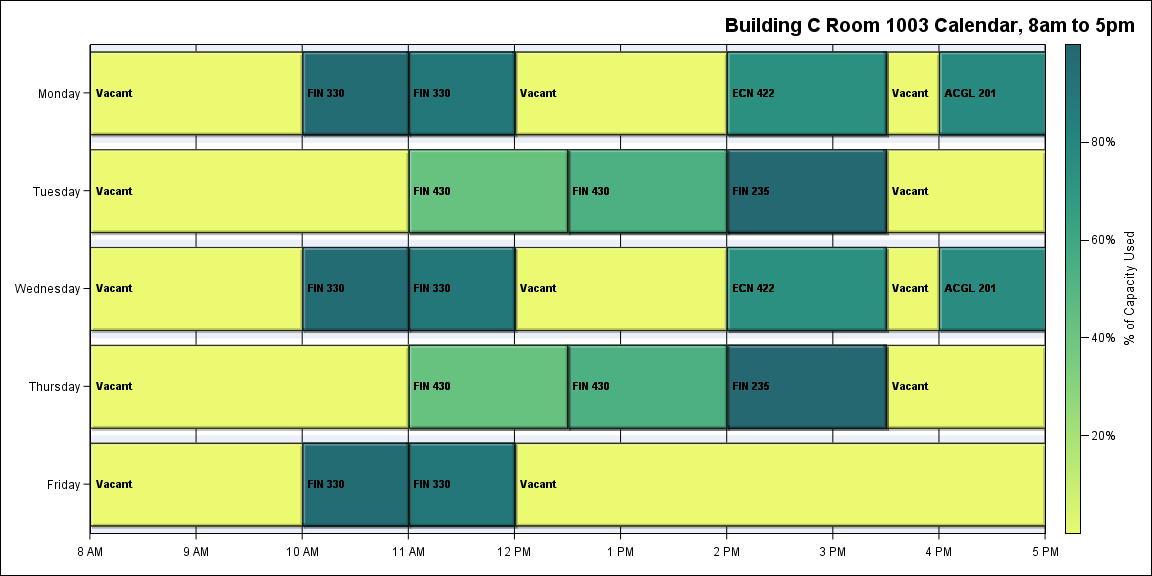 Building C Room 1003 Calendar, 8am to 5pm
Monday
Vacant
FIN 330
FIN 330
Vacant
ECN 422
Vacant
ACGL 201
Tuesday
Vacant
FIN 430
FIN 430
FIN 235
Vacant
Wednesday
Vacant
FIN 330
FIN 330
Vacant
ECN 422
Vacant
ACGL 201
Thursday
Vacant
FIN 430
FIN 430
FIN 235
Vacant
Friday
Vacant
FIN 330
FIN 330
Vacant
8 AM
9 AM
10 AM
11 AM
12 PM
1 PM
2 PM
3 PM
4 PM
5 PM
80%
60%
40%
20%
% of Capacity Used